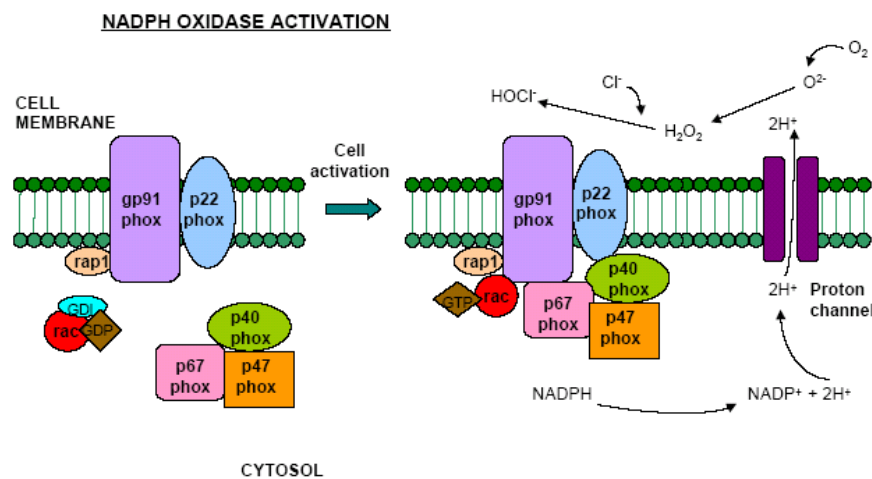 NADPH OXIDASE ACTIVATION
CELL
MEMBRANE
gp91
phox
p22
phox
rap1
GDI
rac
GDP
p40
phox
p67
phox
p47
phox
CYTOSOL
Cell
activation
HOCl-
Cl-
H₂O₂
O²-
O₂
2H⁺
gp91
phox
p22
phox
rap1
GTP
rac
p40
phox
p67
phox
p47
phox
2H⁺
Proton
channel
NADPH
NADP⁺ + 2H⁺